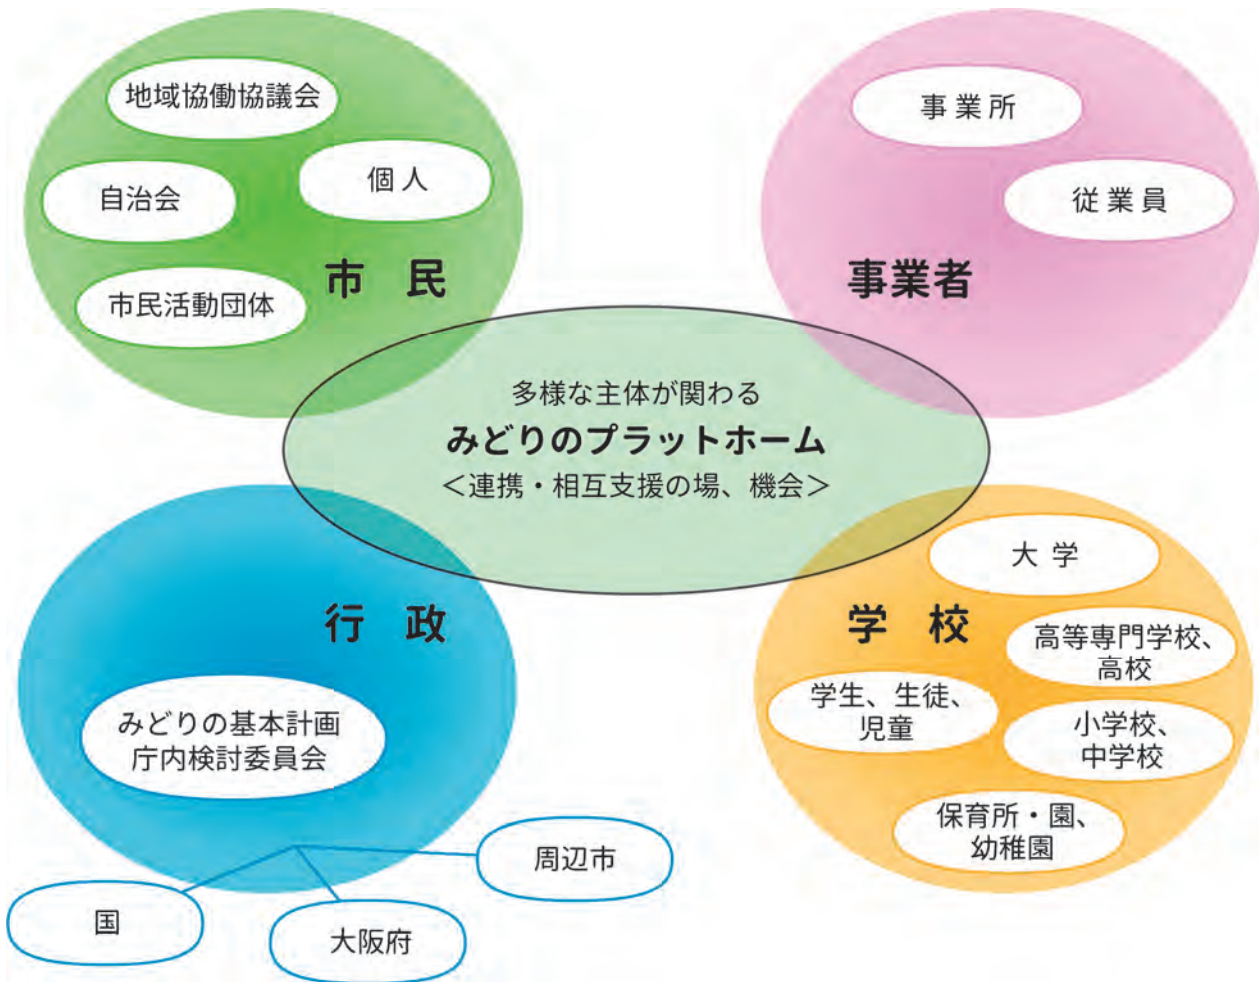 地域協働協議会
個人
自治会
市民活動団体
市 民
事業所
従業員
事業者
多様な主体が関わる
みどりのプラットホーム
＜連携・相互支援の場、機会＞
行 政
みどりの基本計画
庁内検討委員会
周辺市
国
大阪府
学 校
大 学
高等専門学校、
高校
学生、生徒、
児童
小学校、
中学校
保育所・園、
幼稚園